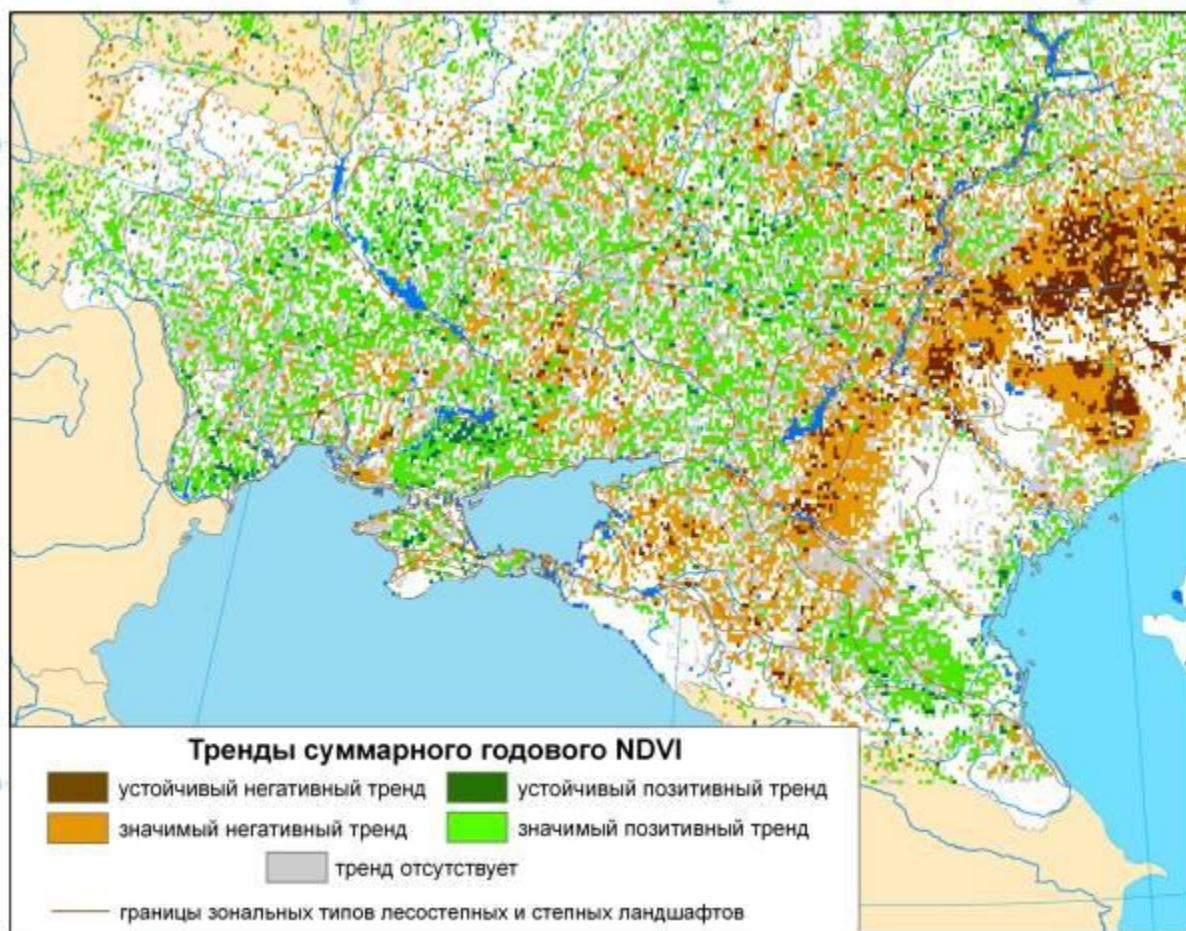 Тренды суммарного годового NDVI
устойчивый негативный тренд
устойчивый позитивный тренд
значимый негативный тренд
значимый позитивный тренд
тренд отсутствует
границы зональных типов лесостепных и степных ландшафтов